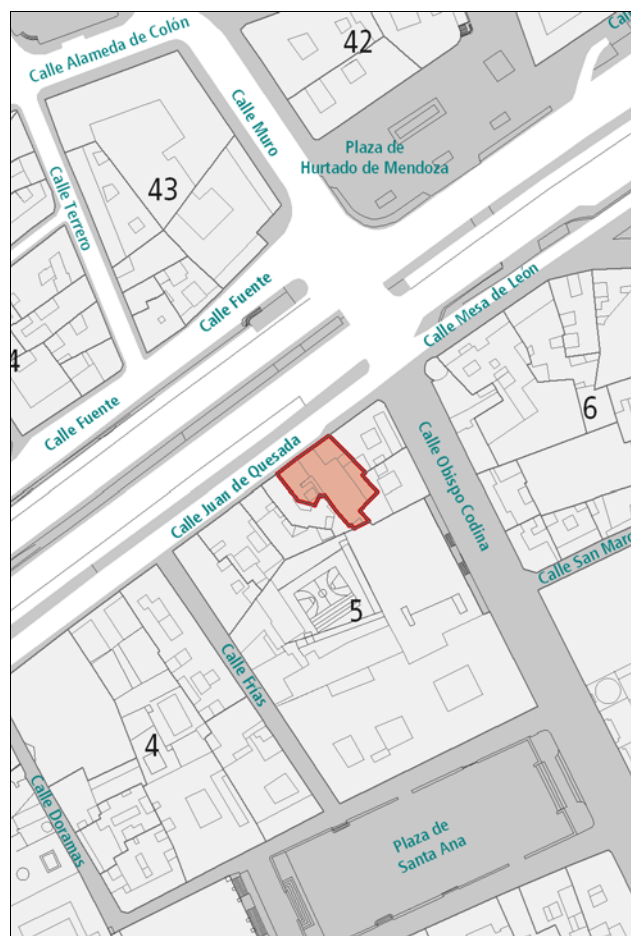 Calle Alameda de Colón
42
Calle Muro
Plaza de
Hurtado de Mendoza
43
Calle Terrero
Calle Fuente
Calle Mesa de León
4
Calle Fuente
6
Calle Obispo Codina
Calle Juan de Quesada
Calle San Marc
5
Calle Frías
4
Calle Doramas
Plaza de
Santa Ana